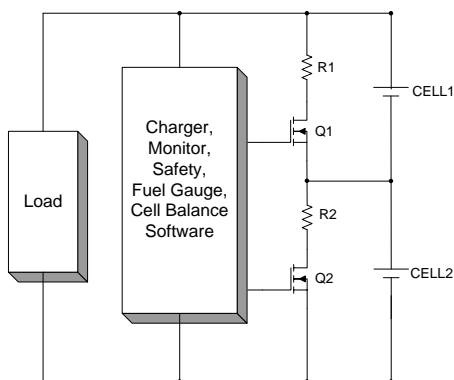 Load
Charger,
Monitor,
Safety,
Fuel Gauge,
Cell Balance
Software
R1
Q1
R2
Q2
CELL1
CELL2